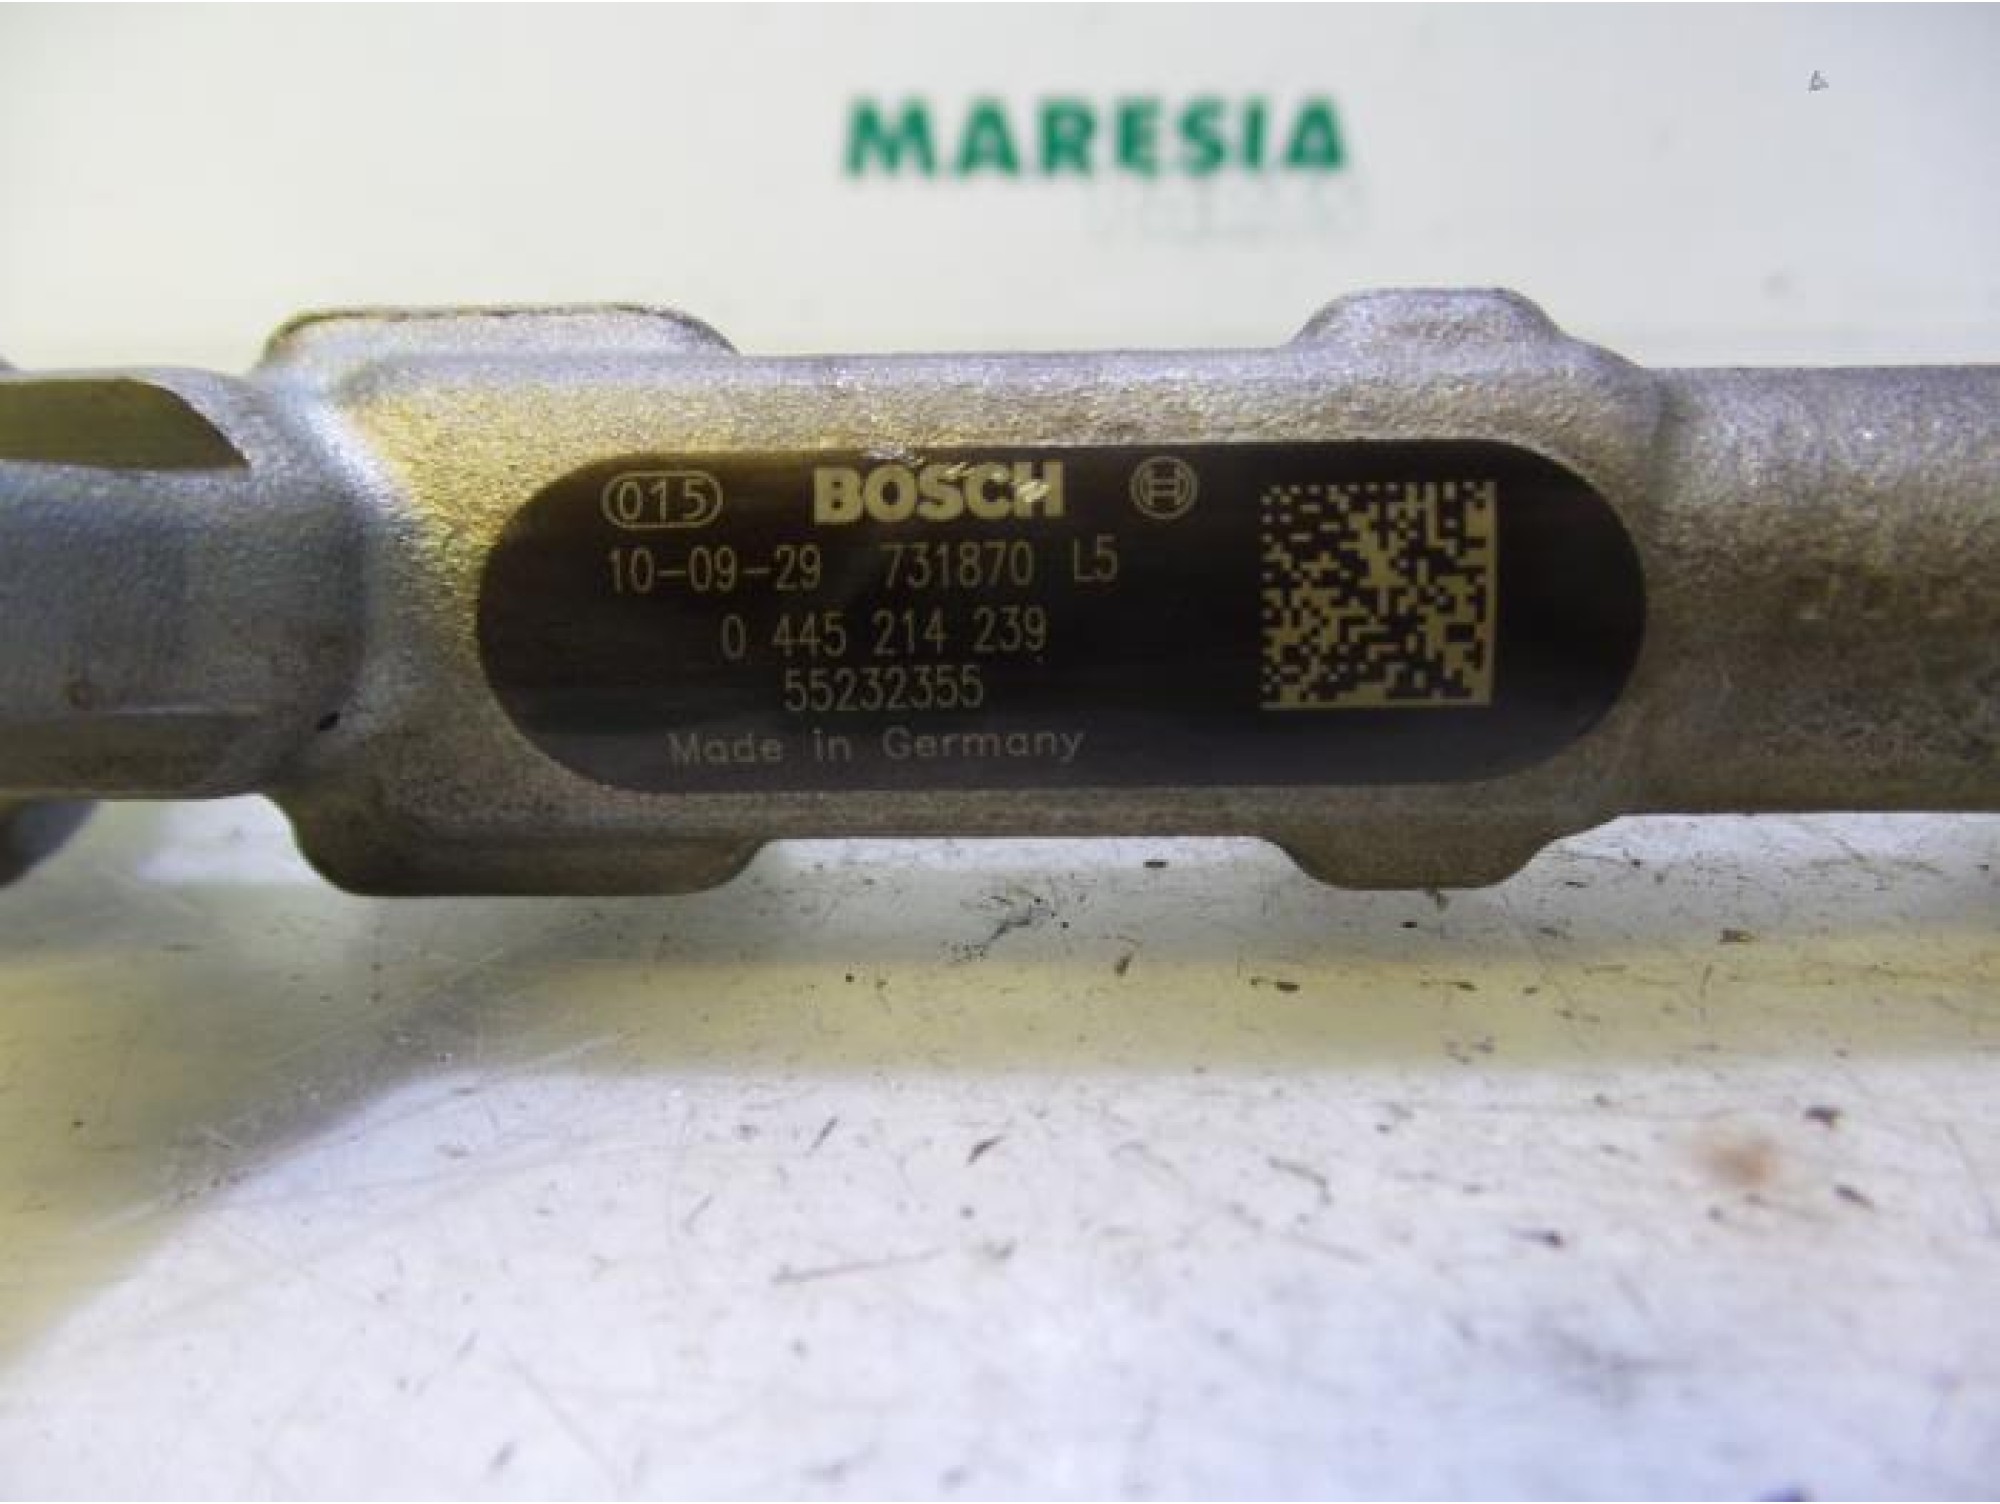 MARESIA
015 BOSCH
10-09-29 731870 L5
0 445 214 239
55232355
Made in Germany